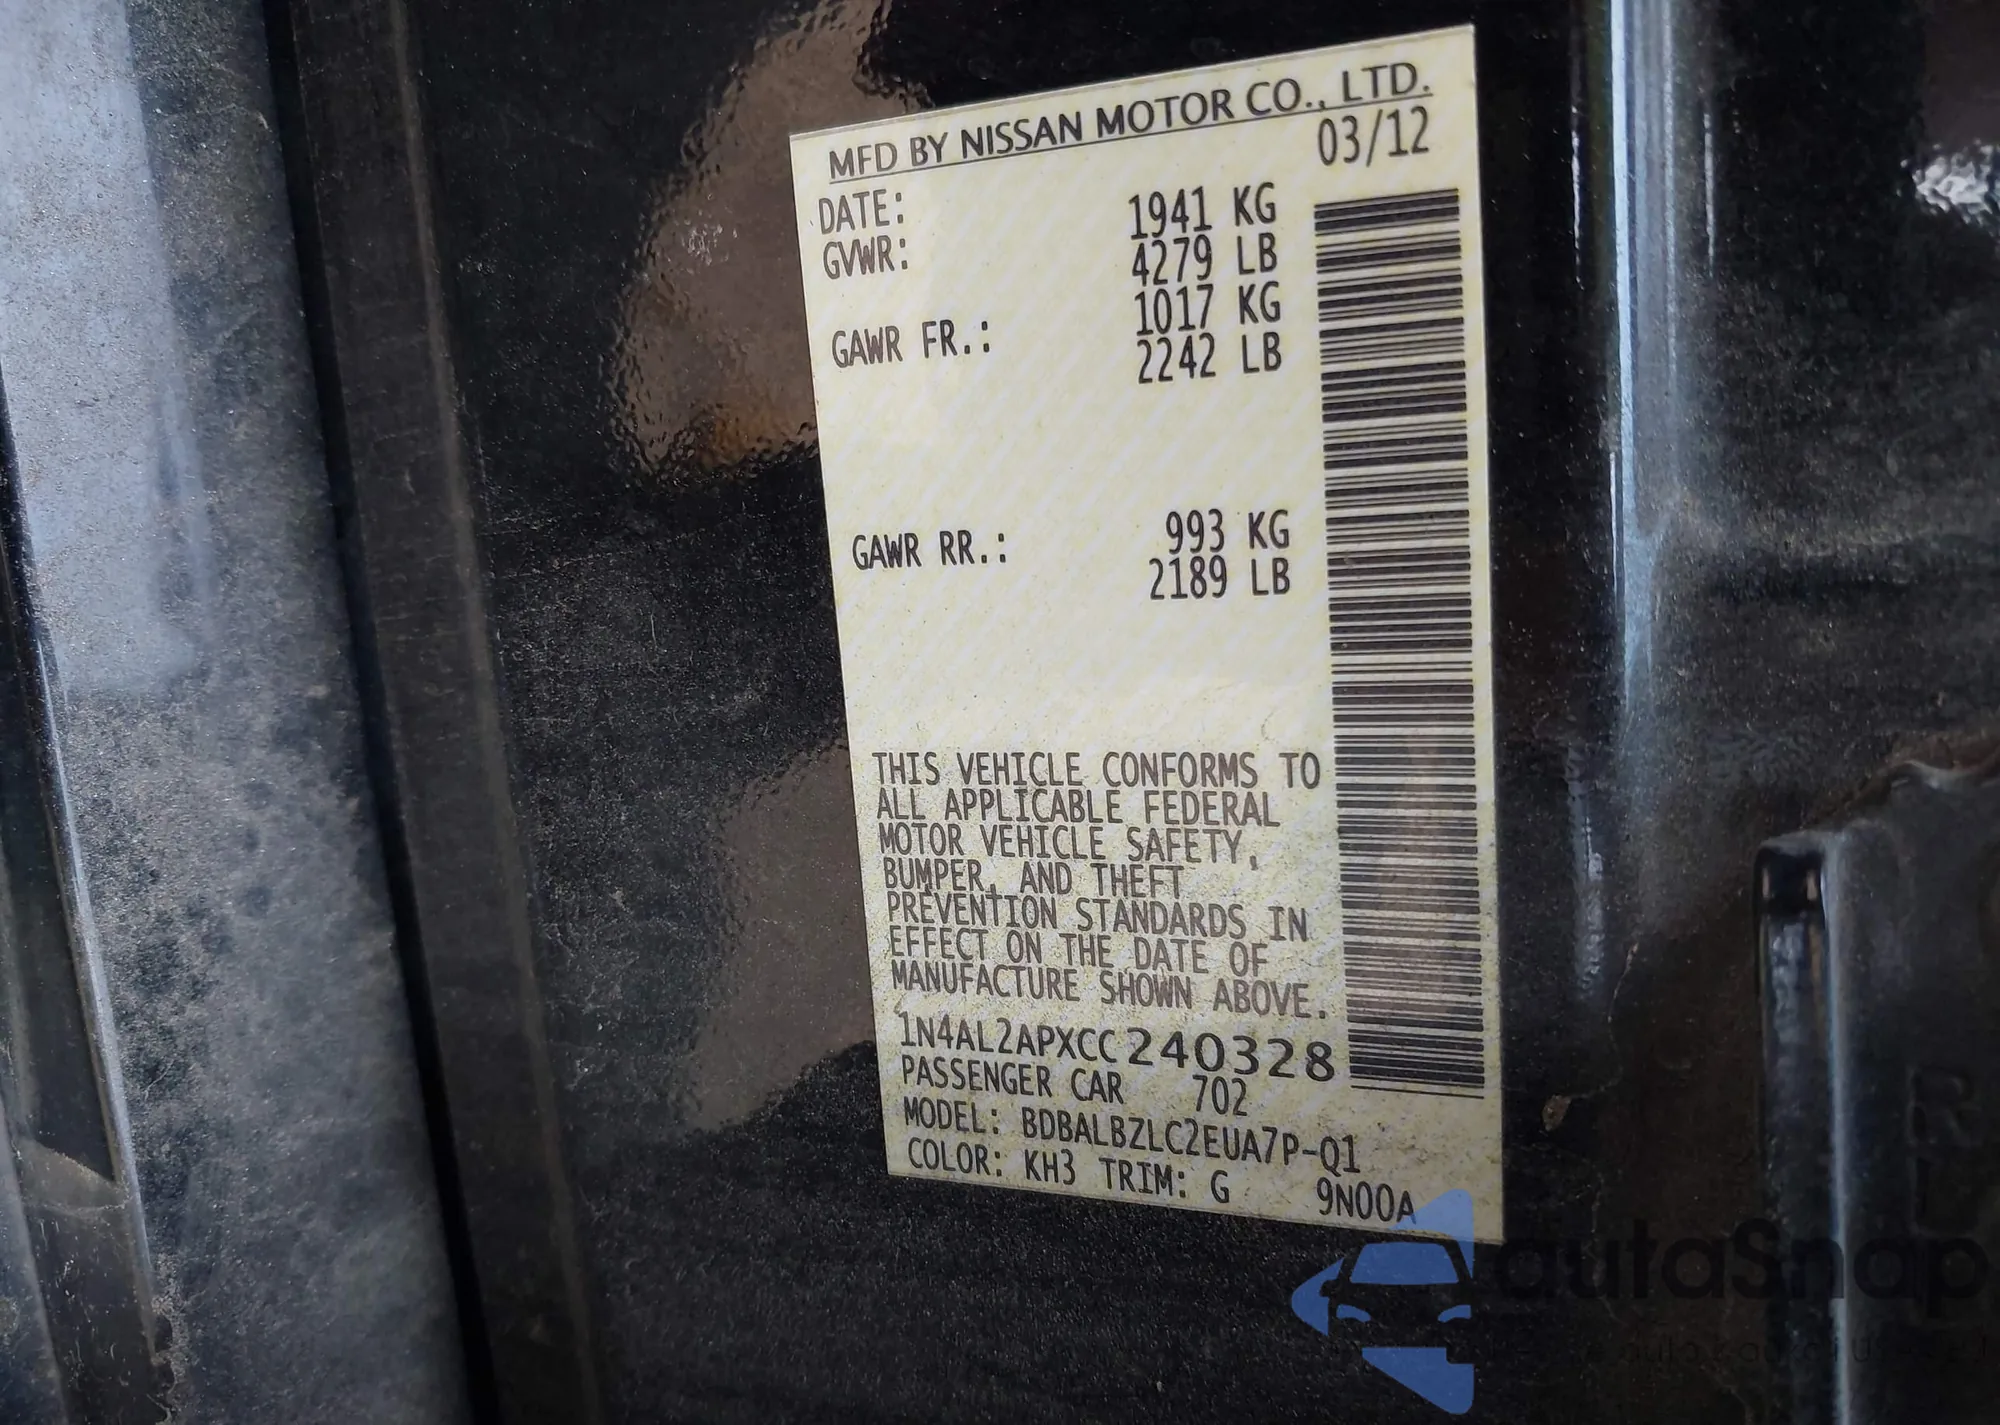 MFD BY NISSAN MOTOR CO., LTD.
DATE: 03/12
GVWR: 1941 KG
4279 LB
GAWR FR.: 1017 KG
2242 LB
GAWR RR.: 993 KG
2189 LB
THIS VEHICLE CONFORMS TO
ALL APPLICABLE FEDERAL
MOTOR VEHICLE SAFETY,
BUMPER, AND THEFT
PREVENTION STANDARDS IN
EFFECT ON THE DATE OF
MANUFACTURE SHOWN ABOVE.
1N4AL2APXCC240328
PASSENGER CAR 702
MODEL: BDBALBZLC2EUA7P-Q1
COLOR: KH3 TRIM: G 9N00A
autaSnap